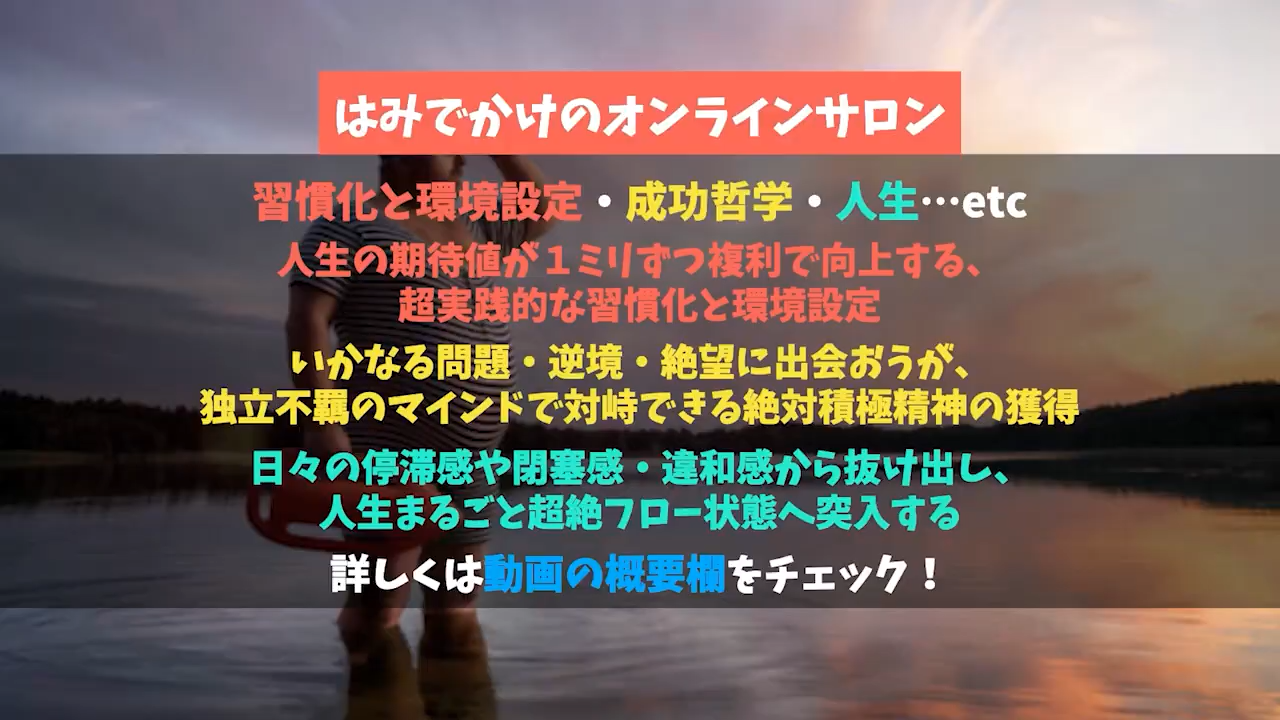 はみでかけのオンラインサロン
習慣化と環境設定・成功哲学・人生…etc
人生の期待値が１ミリずつ複利で向上する、
超実践的な習慣化と環境設定
いかなる問題・逆境・絶望に出会おうが、
独立不羈のマインドで対峙できる絶対積極精神の獲得
日々の停滞感や閉塞感・違和感から抜け出し、
人生まるごと超絶フロー状態へ突入する
詳しくは動画の概要欄をチェック！